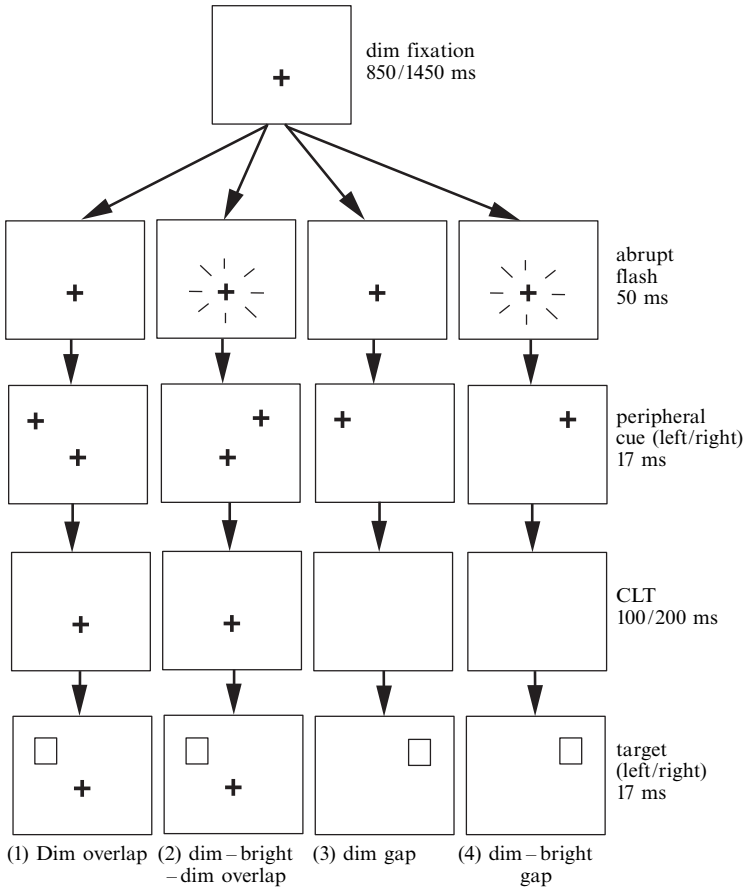 dim fixation
850/1450 ms
abrupt
flash
50 ms
peripheral
cue (left/right)
17 ms
CLT
100/200 ms
target
(left/right)
17 ms
(1) Dim overlap
(2) dim – bright
– dim overlap
(3) dim gap
(4) dim – bright
gap